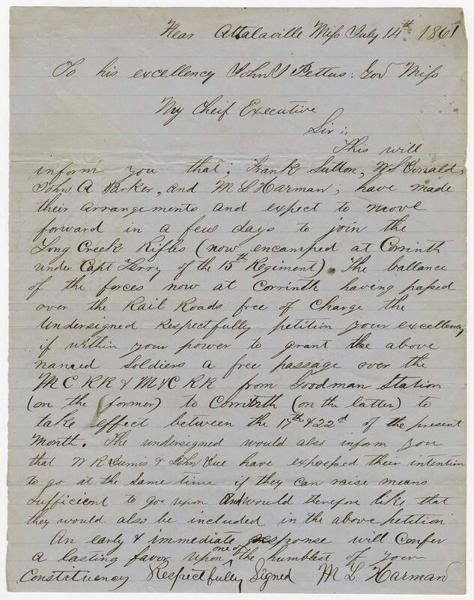 Near Attalaville Miss July 14th 1861
To his excellency John J Pettus. Gov Miss
My Cheif Executive
Sir;
This will
inform you that; Frank Sutton,
John A Parker, and M L Harman; have made
their arrangements and expect to move
forward in a few days to join the
Long Creek Rifles (now encamped at Corrinth
under Capt Terry of the 15th Regiment) The ballance
of the forces now at Corrinth having passed
over the Rail Roads free of Charge the
Undersigned Respectfully petition your excellency
if within your power to grant the above
named Soldiers a free passage over the
M C R R & M & C R R from Goodman Station
(on the former) to Corrinth (on the latter) to
take effect between the 17th & 22d of the present
Month. The undersigned would also inform you
that W R & John have expressed their intention
to go at the same time if they can raise means
Sufficient to go upon And would therefore like that
they would also be included in the above petition
An early & immediate response will Confer
a lasting favor upon one of the humblest of your
Constituency Respectfully Signed M L Harman